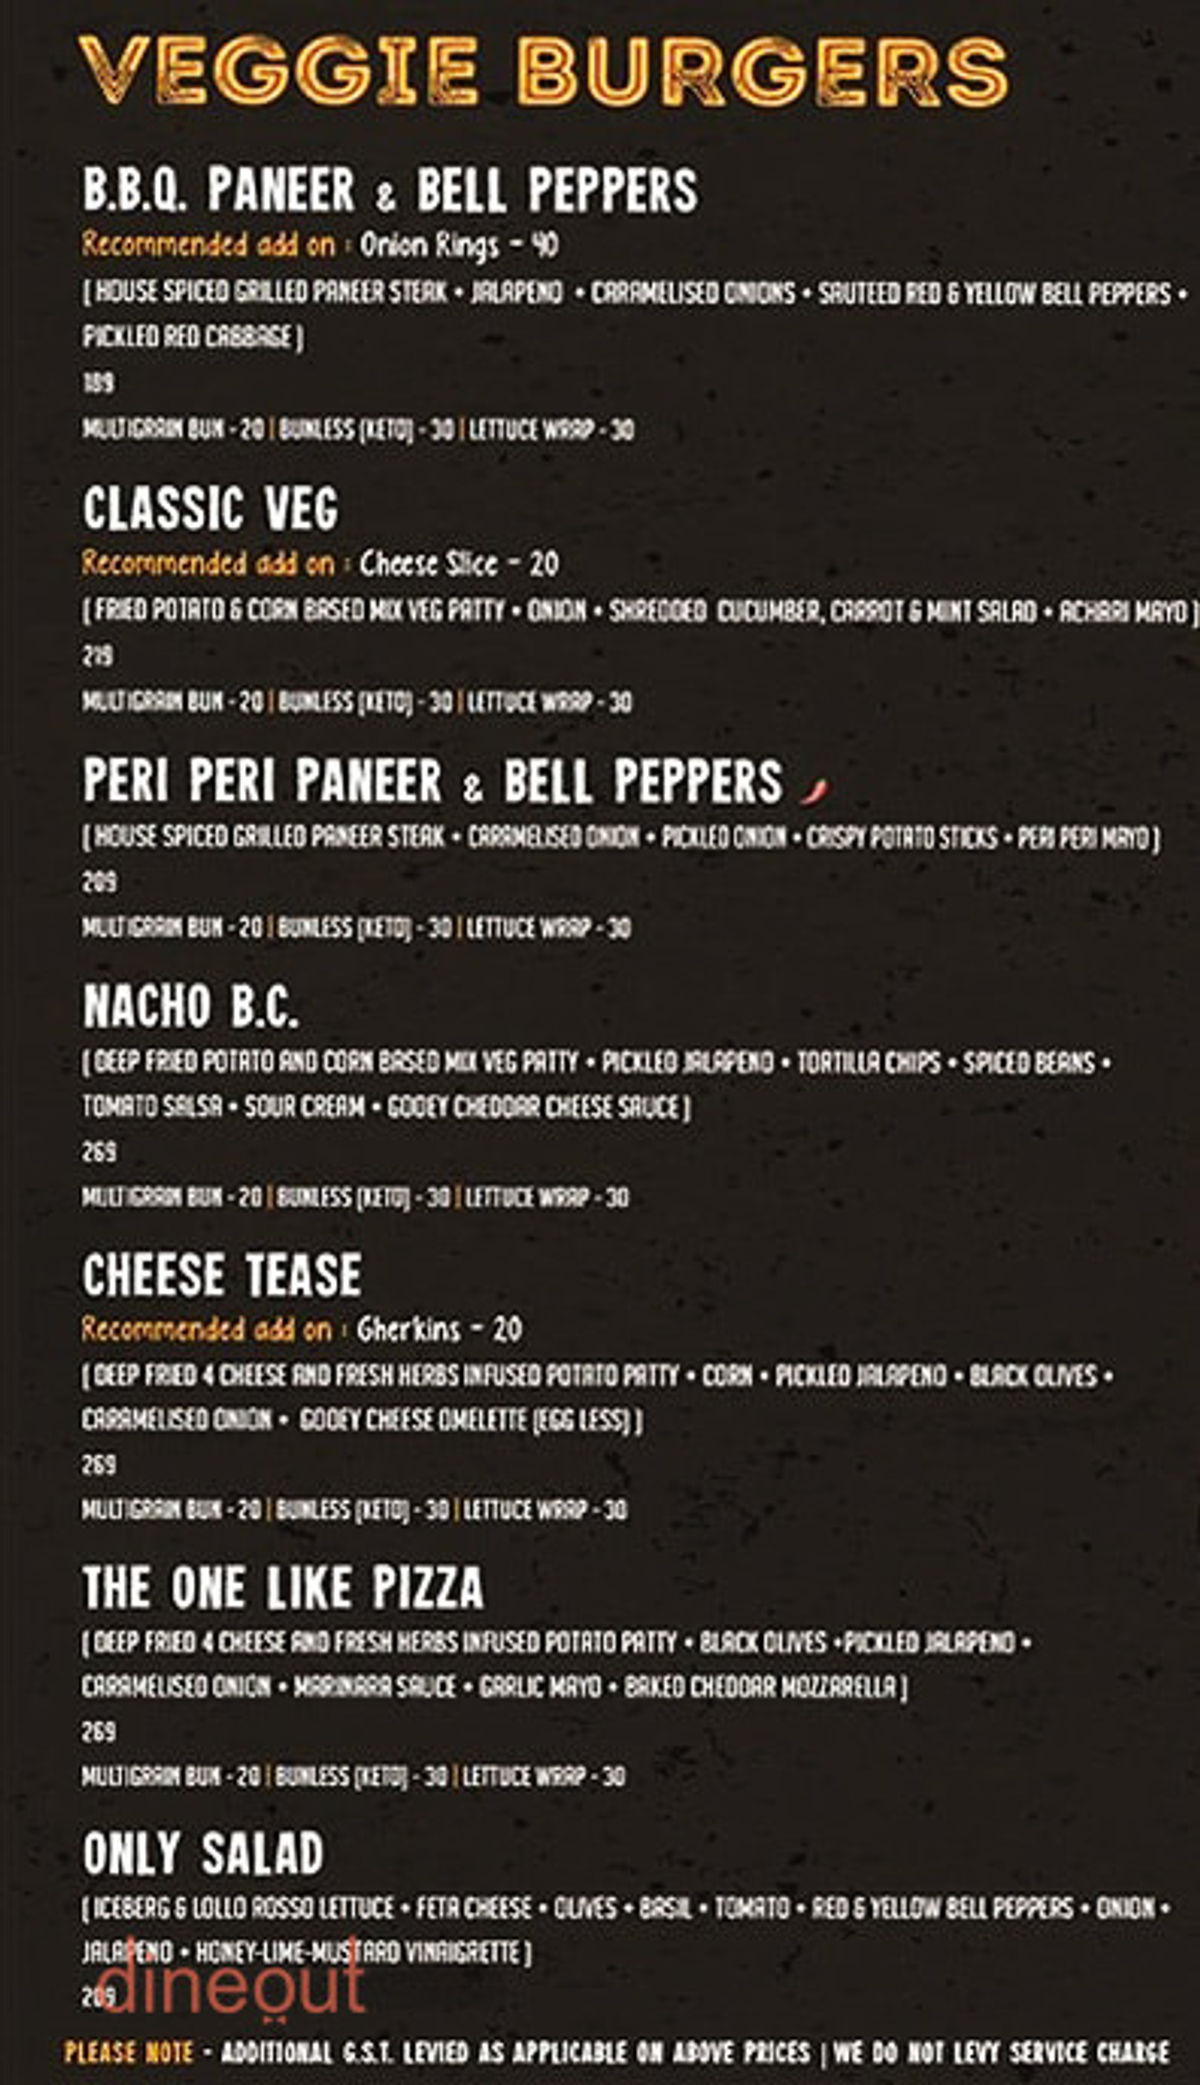 VEGGIE BURGERS
B.B.Q. PANEER & BELL PEPPERS
Recommended add on : Onion Rings - 40
[ HOUSE SPICED GRILLED PANEER STEAK • JALAPENO • CARAMELISED ONIONS • SAUTEED RED & YELLOW BELL PEPPERS •
PICKLED RED CABBAGE ]
189
MULTIGRAIN BUN - 20 | BUNLESS (KETO) - 30 | LETTUCE WRAP - 30
CLASSIC VEG
Recommended add on : Cheese Slice - 20
[ FRIED POTATO & CORN BASED MIX VEG PATTY • ONION • SHREDDED CUCUMBER, CARROT & MINT SALAD • ACHARI MAYO ]
219
MULTIGRAIN BUN - 20 | BUNLESS (KETO) - 30 | LETTUCE WRAP - 30
PERI PERI PANEER & BELL PEPPERS
[ HOUSE SPICED GRILLED PANEER STEAK • CARAMELISED ONION • PICKLED ONION • CRISPY POTATO STICKS • PERI PERI MAYO ]
209
MULTIGRAIN BUN - 20 | BUNLESS (KETO) - 30 | LETTUCE WRAP - 30
NACHO B.C.
[ DEEP FRIED POTATO AND CORN BASED MIX VEG PATTY • PICKLED JALAPENO • TORTILLA CHIPS • SPICED BEANS •
TOMATO SALSA • SOUR CREAM • GOOEY CHEDDAR CHEESE SAUCE ]
269
MULTIGRAIN BUN - 20 | BUNLESS (KETO) - 30 | LETTUCE WRAP - 30
CHEESE TEASE
Recommended add on : Gherkins - 20
[ DEEP FRIED 4 CHEESE AND FRESH HERBS INFUSED POTATO PATTY • CORN • PICKLED JALAPENO • BLACK OLIVES •
CARAMELISED ONION • GOOEY CHEESE OMELETTE (EGG LESS) ]
269
MULTIGRAIN BUN - 20 | BUNLESS (KETO) - 30 | LETTUCE WRAP - 30
THE ONE LIKE PIZZA
[ DEEP FRIED 4 CHEESE AND FRESH HERBS INFUSED POTATO PATTY • BLACK OLIVES • PICKLED JALAPENO •
CARAMELISED ONION • MARINARA SAUCE • GARLIC MAYO • BAKED CHEDDAR MOZZARELLA ]
269
MULTIGRAIN BUN - 20 | BUNLESS (KETO) - 30 | LETTUCE WRAP - 30
ONLY SALAD
[ ICEBERG & LOLLO ROSSO LETTUCE • FETA CHEESE • OLIVES • BASIL • TOMATO • RED & YELLOW BELL PEPPERS • ONION •
JALAPENO • HONEY-LIME-MUSTARD VINAIGRETTE ]
209
dineout
PLEASE NOTE - ADDITIONAL G.S.T. LEVIED AS APPLICABLE ON ABOVE PRICES | WE DO NOT LEVY SERVICE CHARGE